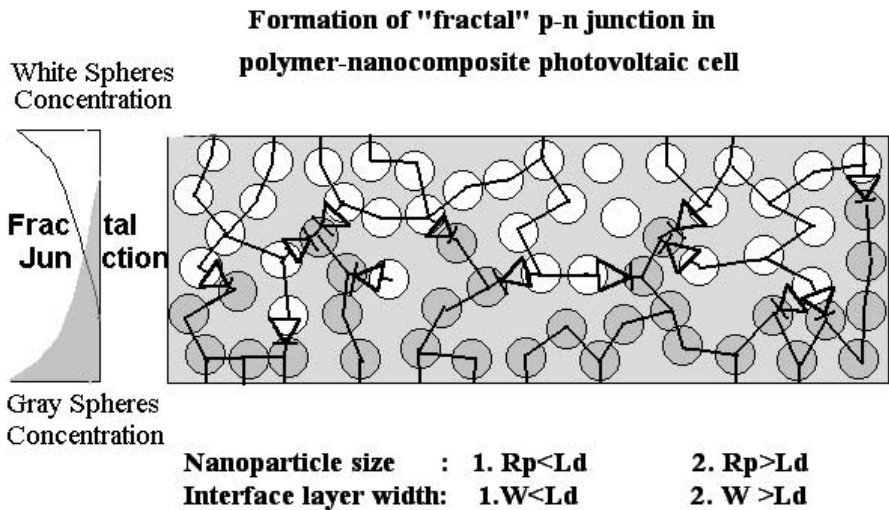 Formation of "fractal" p-n junction in
polymer-nanocomposite photovoltaic cell
White Spheres
Concentration
Frac tal
Jun ction
Gray Spheres
Concentration
Nanoparticle size : 1. Rp<Ld 2. Rp>Ld
Interface layer width: 1.W<Ld 2. W >Ld